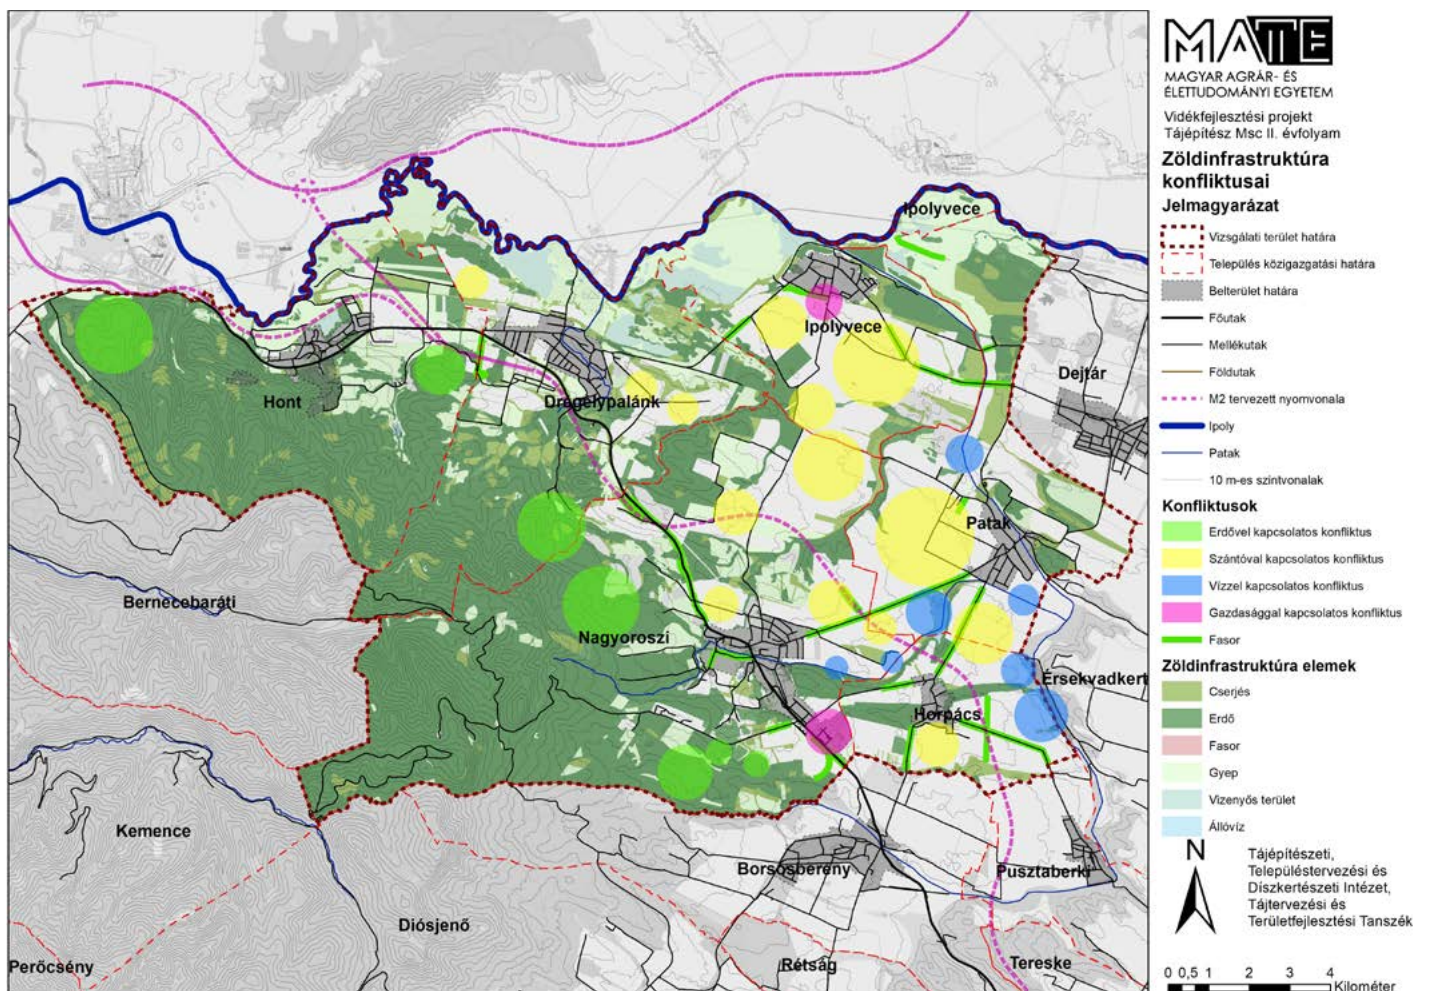 MATE
MAGYAR AGRÁR- ÉS
ÉLETTUDOMÁNYI EGYETEM
Vidékfejlesztési projekt
Tájépítész Msc II. évfolyam
Zöldinfrastruktúra
konfliktusai
Jelmagyarázat
Vizsgálati terület határa
Település közigazgatási határa
Belterület határa
Főutak
Mellékutak
Földutak
M2 tervezett nyomvonala
Ipoly
Patak
10 m-es szintvonalak
Konfliktusok
Erdővel kapcsolatos konfliktus
Szántóval kapcsolatos konfliktus
Vízzel kapcsolatos konfliktus
Gazdasággal kapcsolatos konfliktus
Fasor
Zöldinfrastruktúra elemek
Cserjés
Erdő
Fasor
Gyep
Vizenyős terület
Állóvíz
N
Tájépítészeti,
Településtervezési és
Díszkertészeti Intézet,
Tájtervezési és
Területfejlesztési Tanszék
0 0,5 1 2 3 4
Kilométer
Ipolyvece
Ipolyvece
Dejtár
Hont
Drégelypalánk
Patak
Bernecebaráti
Nagyoroszi
Érsekvadkert
Horpács
Kemence
Borsosberény
Pusztaberki
Diósjenő
Perőcsény
Rétság
Tereske